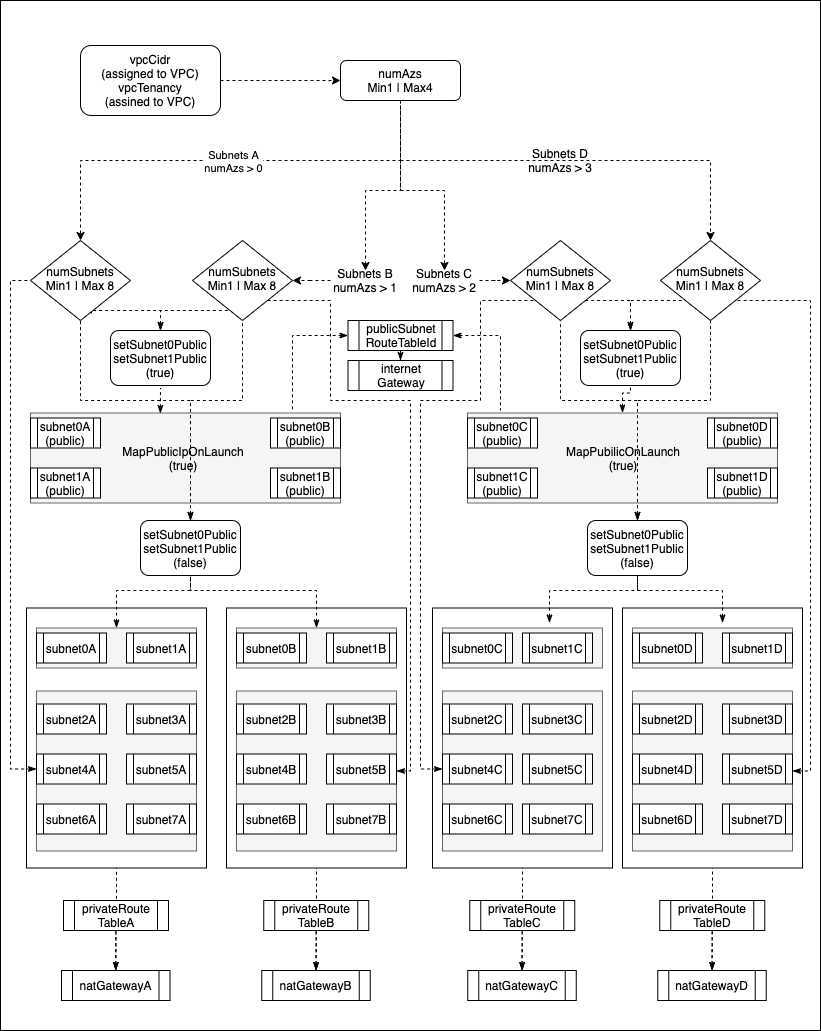 vpcCidr
(assigned to VPC)
vpcTenancy
(assined to VPC)
numAzs
Min1 | Max4
Subnets A
numAzs > 0
Subnets D
numAzs > 3
numSubnets
Min1 | Max 8
numSubnets
Min1 | Max 8
Subnets B
numAzs > 1
Subnets C
numAzs > 2
numSubnets
Min1 | Max 8
numSubnets
Min1 | Max 8
setSubnet0Public
setSubnet1Public
(true)
publicSubnet
RouteTableId
internet
Gateway
setSubnet0Public
setSubnet1Public
(true)
subnet0A
(public)
subnet0B
(public)
MapPublicIpOnLaunch
(true)
subnet1A
(public)
subnet1B
(public)
subnet0C
(public)
subnet0D
(public)
MapPubilicOnLaunch
(true)
subnet1C
(public)
subnet1D
(public)
setSubnet0Public
setSubnet1Public
(false)
setSubnet0Public
setSubnet1Public
(false)
subnet0A
subnet1A
subnet0B
subnet1B
subnet0C
subnet1C
subnet0D
subnet1D
subnet2A
subnet3A
subnet2B
subnet3B
subnet2C
subnet3C
subnet2D
subnet3D
subnet4A
subnet5A
subnet4B
subnet5B
subnet4C
subnet5C
subnet4D
subnet5D
subnet6A
subnet7A
subnet6B
subnet7B
subnet6C
subnet7C
subnet6D
subnet7D
privateRoute
TableA
privateRoute
TableB
privateRoute
TableC
privateRoute
TableD
natGatewayA
natGatewayB
natGatewayC
natGatewayD